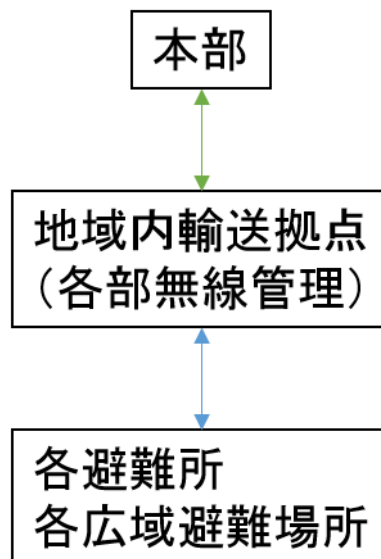 本部
地域内輸送拠点
（各部無線管理）
各避難所
各広域避難場所